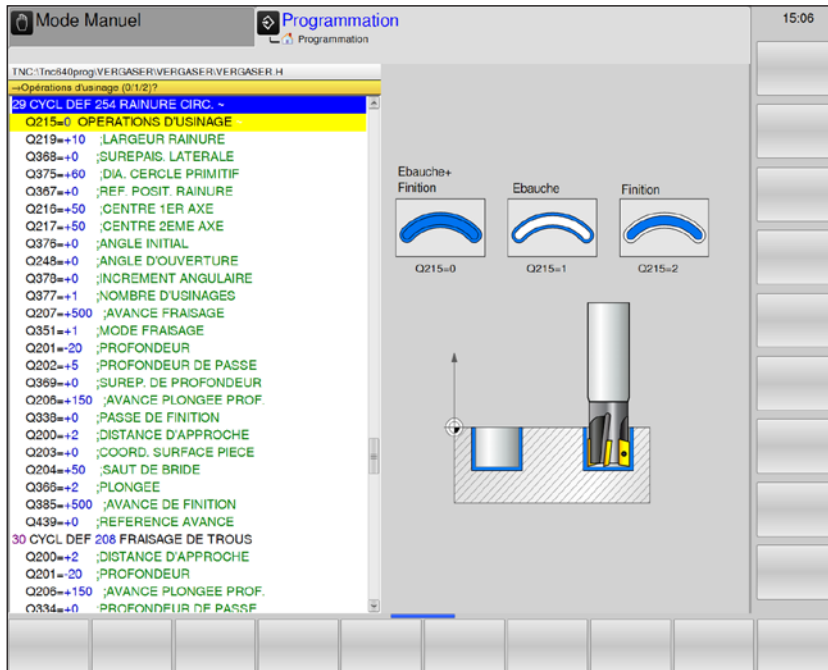 Mode Manuel
Programmation
Programmation
15:06
TNC:\Tnc640prog\VERGASER\VERGASER\VERGASER.H
→Opérations d'usinage (0/1/2)?
29 CYCL DEF 254 RAINURE CIRC. ~
Q215=0 OPERATIONS D'USINAGE ~
Q219=+10 ;LARGEUR RAINURE
Q368=+0 ;SUREPAIS. LATERALE
Q375=+60 ;DIA. CERCLE PRIMITIF
Q367=+0 ;REF. POSIT. RAINURE
Q216=+50 ;CENTRE 1ER AXE
Q217=+50 ;CENTRE 2EME AXE
Q376=+0 ;ANGLE INITIAL
Q248=+0 ;ANGLE D'OUVERTURE
Q378=+0 ;INCREMENT ANGULAIRE
Q377=+1 ;NOMBRE D'USINAGES
Q207=+500 ;AVANCE FRAISAGE
Q351=+1 ;MODE FRAISAGE
Q201=-20 ;PROFONDEUR
Q202=+5 ;PROFONDEUR DE PASSE
Q369=+0 ;SUREP. DE PROFONDEUR
Q206=+150 ;AVANCE PLONGEE PROF.
Q338=+0 ;PASSE DE FINITION
Q200=+2 ;DISTANCE D'APPROCHE
Q203=+0 ;COORD. SURFACE PIECE
Q204=+50 ;SAUT DE BRIDE
Q366=+2 ;PLONGEE
Q385=+500 ;AVANCE DE FINITION
Q439=+0 ;REFERENCE AVANCE
30 CYCL DEF 208 FRAISAGE DE TROUS
Q200=+2 ;DISTANCE D'APPROCHE
Q201=-20 ;PROFONDEUR
Q206=+150 ;AVANCE PLONGEE PROF.
Q334=+0 ;PROFONDEUR DE PASSE
Ebauche+
Finition
Ebauche
Finition
Q215=0
Q215=1
Q215=2